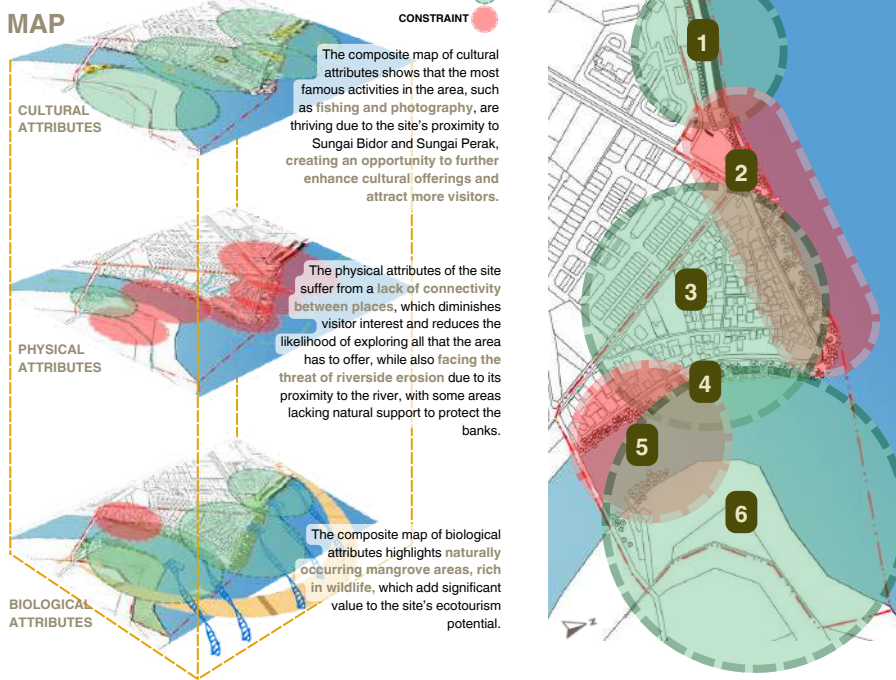 MAP
CONSTRAINT
The composite map of cultural
attributes shows that the most
famous activities in the area, such
as fishing and photography, are
thriving due to the site's proximity to
Sungai Bidor and Sungai Perak,
creating an opportunity to further
enhance cultural offerings and
attract more visitors.
CULTURAL
ATTRIBUTES
The physical attributes of the site
suffer from a lack of connectivity
between places, which diminishes
visitor interest and reduces the
likelihood of exploring all that the area
has to offer, while also facing the
threat of riverside erosion due to its
proximity to the river, with some areas
lacking natural support to protect the
banks.
PHYSICAL
ATTRIBUTES
The composite map of biological
attributes highlights naturally
occurring mangrove areas, rich
in wildlife, which add significant
value to the site's ecotourism
potential.
BIOLOGICAL
ATTRIBUTES
1
2
3
4
5
6
z